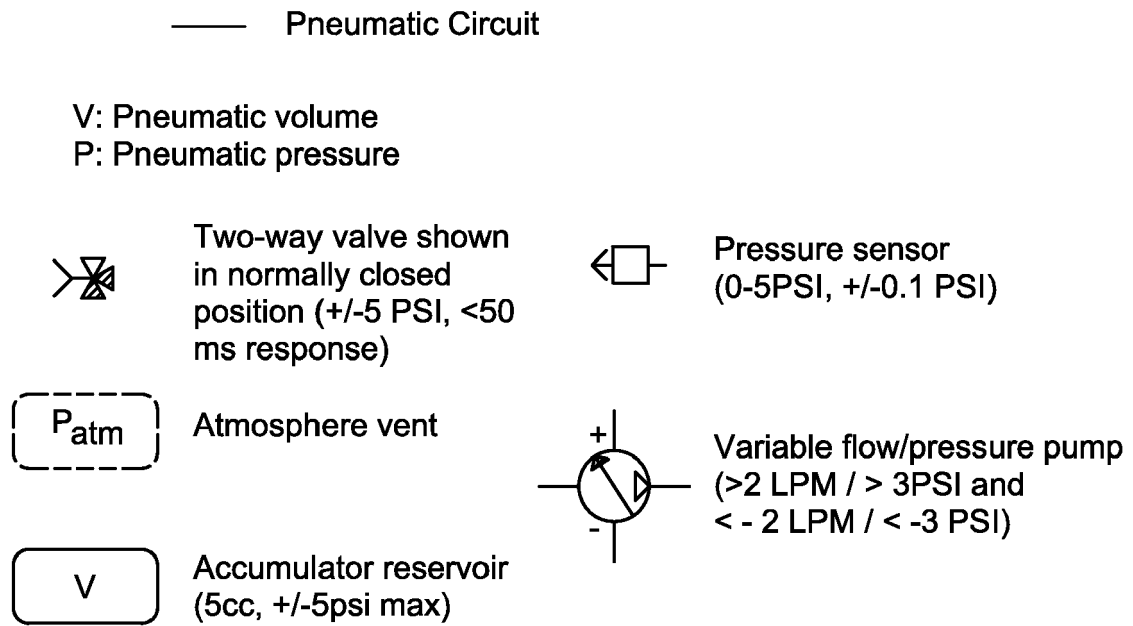 Pneumatic Circuit
V: Pneumatic volume
P: Pneumatic pressure
Two-way valve shown
in normally closed
position (+/-5 PSI, <50
ms response)
Pressure sensor
(0-5PSI, +/-0.1 PSI)
Patm
Atmosphere vent
+
-
Variable flow/pressure pump
(>2 LPM / > 3PSI and
< - 2 LPM / < -3 PSI)
V
Accumulator reservoir
(5cc, +/-5psi max)